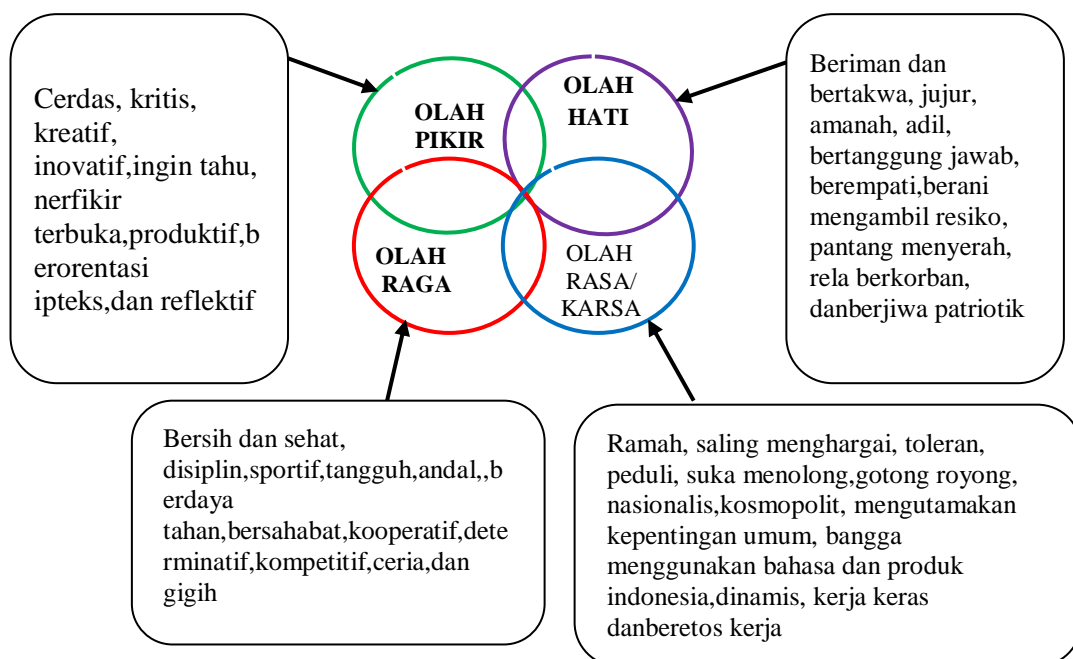 Cerdas, kritis,
kreatif,
inovatif,ingin tahu,
nerfikir
terbuka,produktif,b
erorentasi
ipteks,dan reflektif
OLAH
PIKIR
OLAH
HATI
Beriman dan
bertakwa, jujur,
amanah, adil,
bertanggung jawab,
berempati,berani
mengambil resiko,
pantang menyerah,
rela berkorban,
danberjiwa patriotik
OLAH
RAGA
OLAH
RASA/
KARSA
Bersih dan sehat,
disiplin,sportif,tangguh,andal,,b
erdaya
tahan,bersahabat,kooperatif,dete
rminatif,kompetitif,ceria,dan
gigih
Ramah, saling menghargai, toleran,
peduli, suka menolong,gotong royong,
nasionalis,kosmopolit, mengutamakan
kepentingan umum, bangga
menggunakan bahasa dan produk
indonesia,dinamis, kerja keras
danberetos kerja